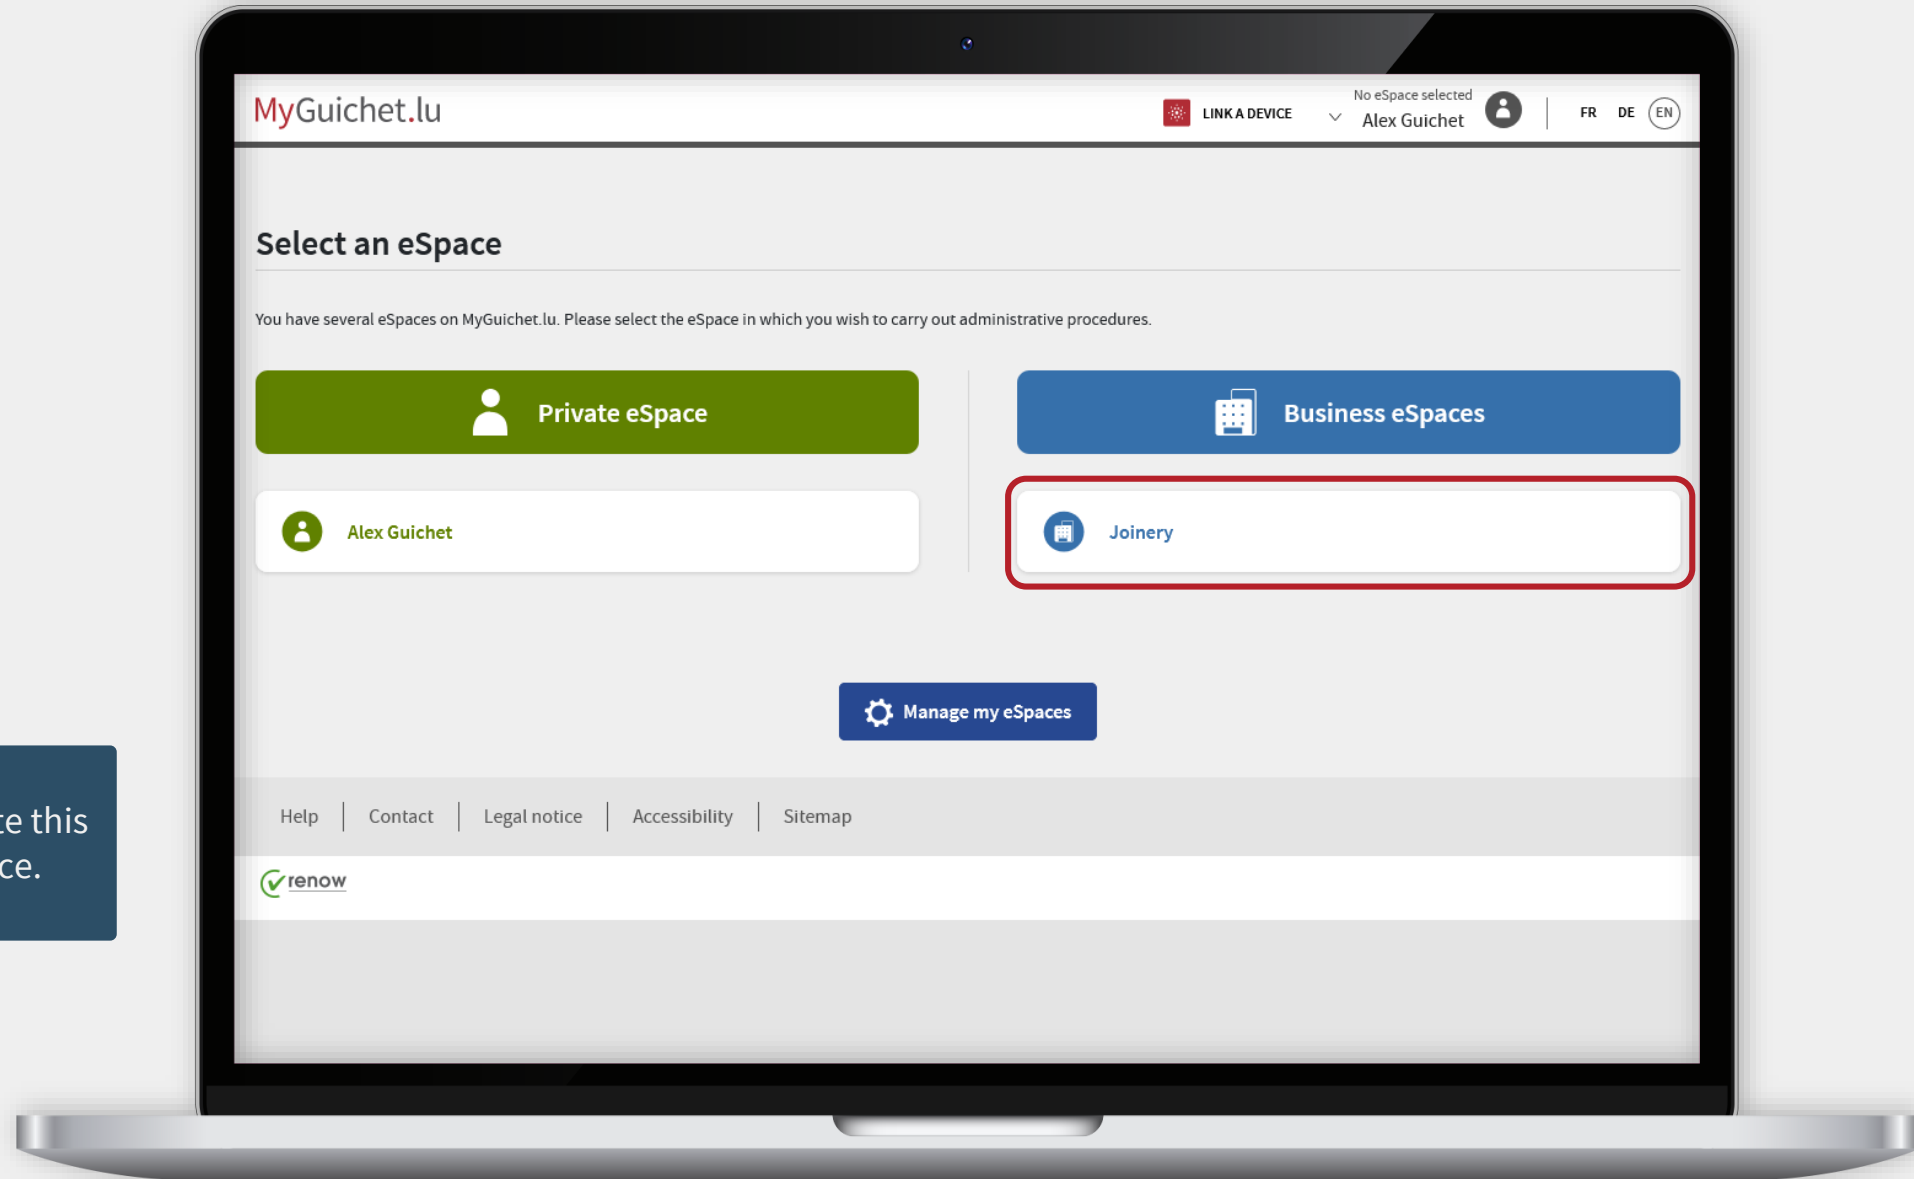 MyGuichet.lu
LINK A DEVICE
No eSpace selected
Alex Guichet
FR DE EN
Select an eSpace
You have several eSpaces on MyGuichet.lu. Please select the eSpace in which you wish to carry out administrative procedures.
Private eSpace
Business eSpaces
Alex Guichet
Joinery
Manage my eSpaces
this
Help Contact Legal notice Accessibility Sitemap
renow